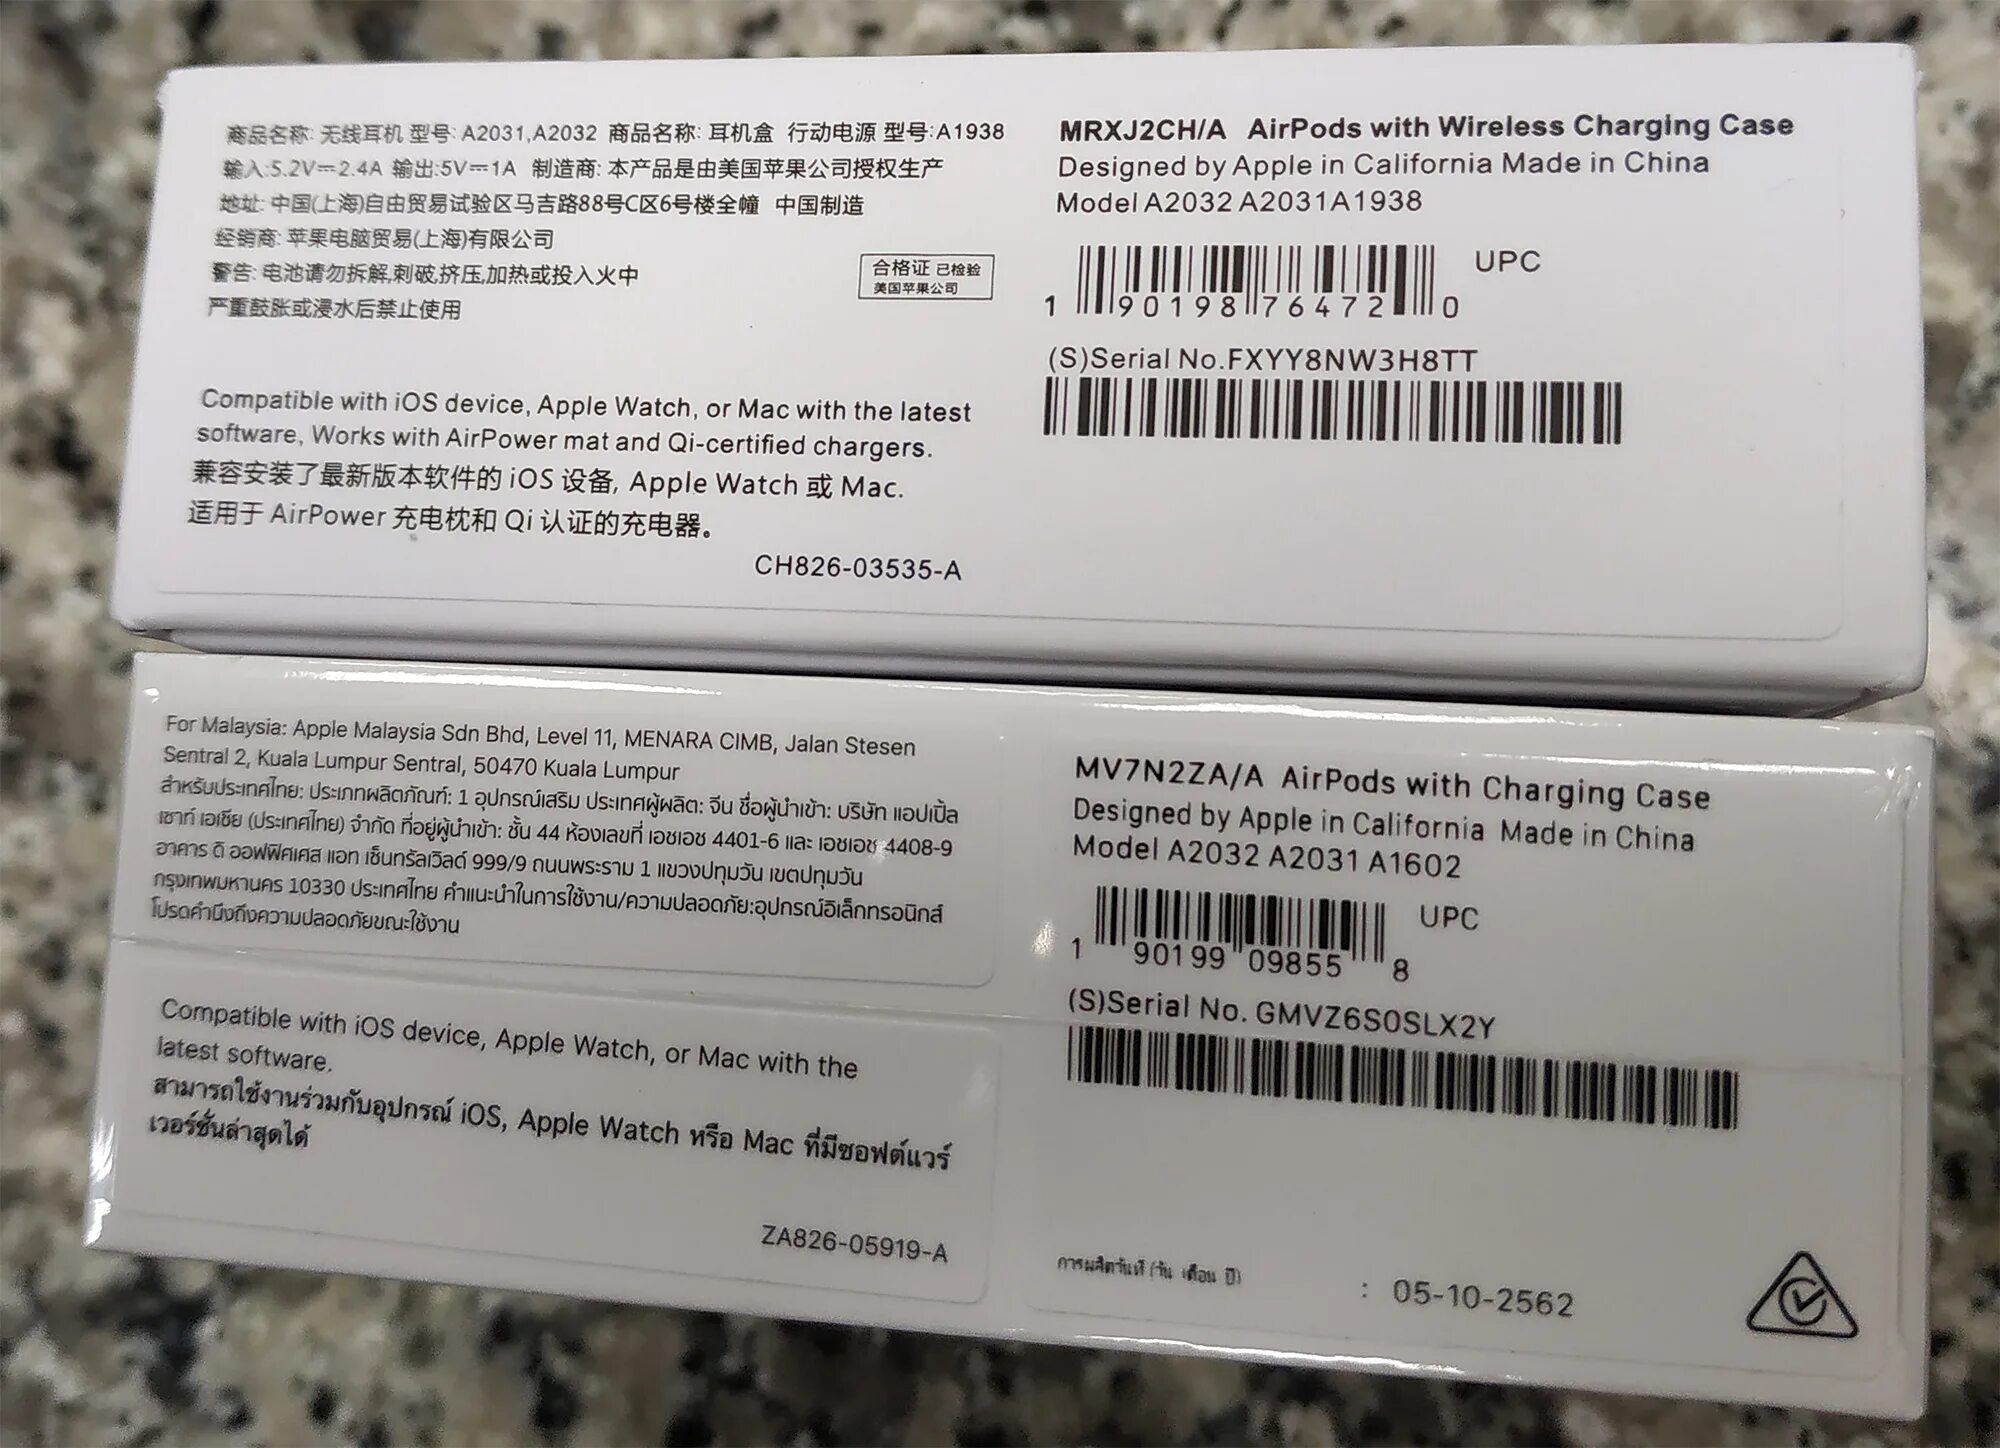 商品名称: 无线耳机 型号: A2031,A2032 商品名称: 耳机盒 行动电源 型号:A1938
输入:5.2V⎓2.4A 输出:5V⎓1A 制造商: 本产品是由美国苹果公司授权生产
地址: 中国(上海)自由贸易试验区马吉路88号C区6号楼全幢 中国制造
经销商: 苹果电脑贸易(上海)有限公司
警告: 电池请勿拆解,刺破,挤压,加热或投入火中
严重鼓胀或浸水后禁止使用
合格证 已检验
美国苹果公司
Compatible with iOS device, Apple Watch, or Mac with the latest
software, Works with AirPower mat and Qi-certified chargers.
兼容安装了最新版本软件的 iOS 设备, Apple Watch 或 Mac.
适用于 AirPower 充电枕和 Qi 认证的充电器。
CH826-03535-A
MRXJ2CH/A AirPods with Wireless Charging Case
Designed by Apple in California Made in China
Model A2032 A2031A1938
UPC
1 90198 76472 0
(S)Serial No.FXYY8NW3H8TT
For Malaysia: Apple Malaysia Sdn Bhd, Level 11, MENARA CIMB, Jalan Stesen
Sentral 2, Kuala Lumpur Sentral, 50470 Kuala Lumpur
สำหรับประเทศไทย: ประเภทผลิตภัณฑ์: 1 อุปกรณ์เสริม ประเทศผู้ผลิต: จีน ชื่อผู้นำเข้า: บริษัท แอปเปิ้ล
เซาท์ เอเชีย (ประเทศไทย) จำกัด ที่อยู่ผู้นำเข้า: ชั้น 44 ห้องเลขที่ เอชเอช 4401-6 และ เอชเอช 4408-9
อาคาร ดิ ออฟฟิศเศส แอท เซ็นทรัลเวิลด์ 999/9 ถนนพระราม 1 แขวงปทุมวัน เขตปทุมวัน
กรุงเทพมหานคร 10330 ประเทศไทย คำแนะนำในการใช้งาน/ความปลอดภัย:อุปกรณ์อิเล็กทรอนิกส์
โปรดคำนึงถึงความปลอดภัยขณะใช้งาน
Compatible with iOS device, Apple Watch, or Mac with the
latest software.
สามารถใช้งานร่วมกับอุปกรณ์ iOS, Apple Watch หรือ Mac ที่มีซอฟต์แวร์
เวอร์ชั่นล่าสุดได้
ZA826-05919-A
MV7N2ZA/A AirPods with Charging Case
Designed by Apple in California Made in China
Model A2032 A2031 A1602
UPC
1 90199 09855 8
(S)Serial No. GMVZ6S0SLX2Y
การผลิตวันที่ (วัน เดือน ปี) : 05-10-2562